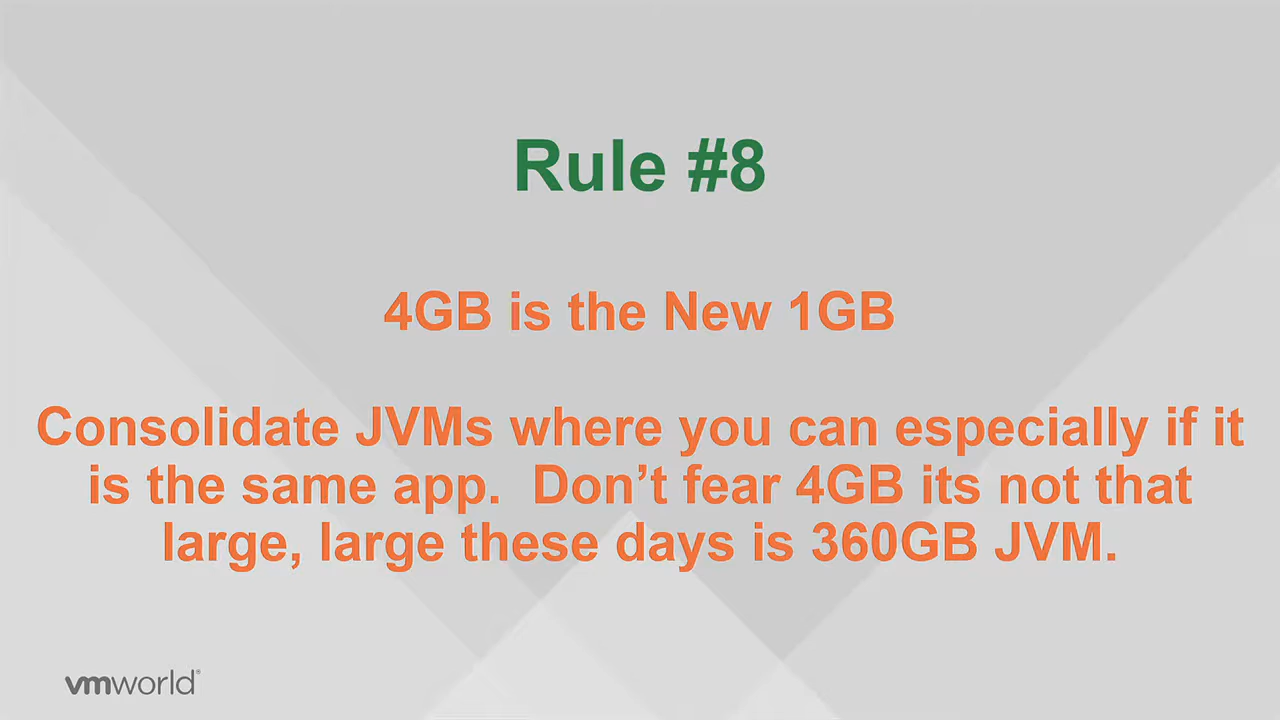 Rule #8
4GB is the New 1GB
Consolidate JVMs where you can especially if it
is the same app.  Don’t fear 4GB its not that
large, large these days is 360GB JVM.
vmworld®